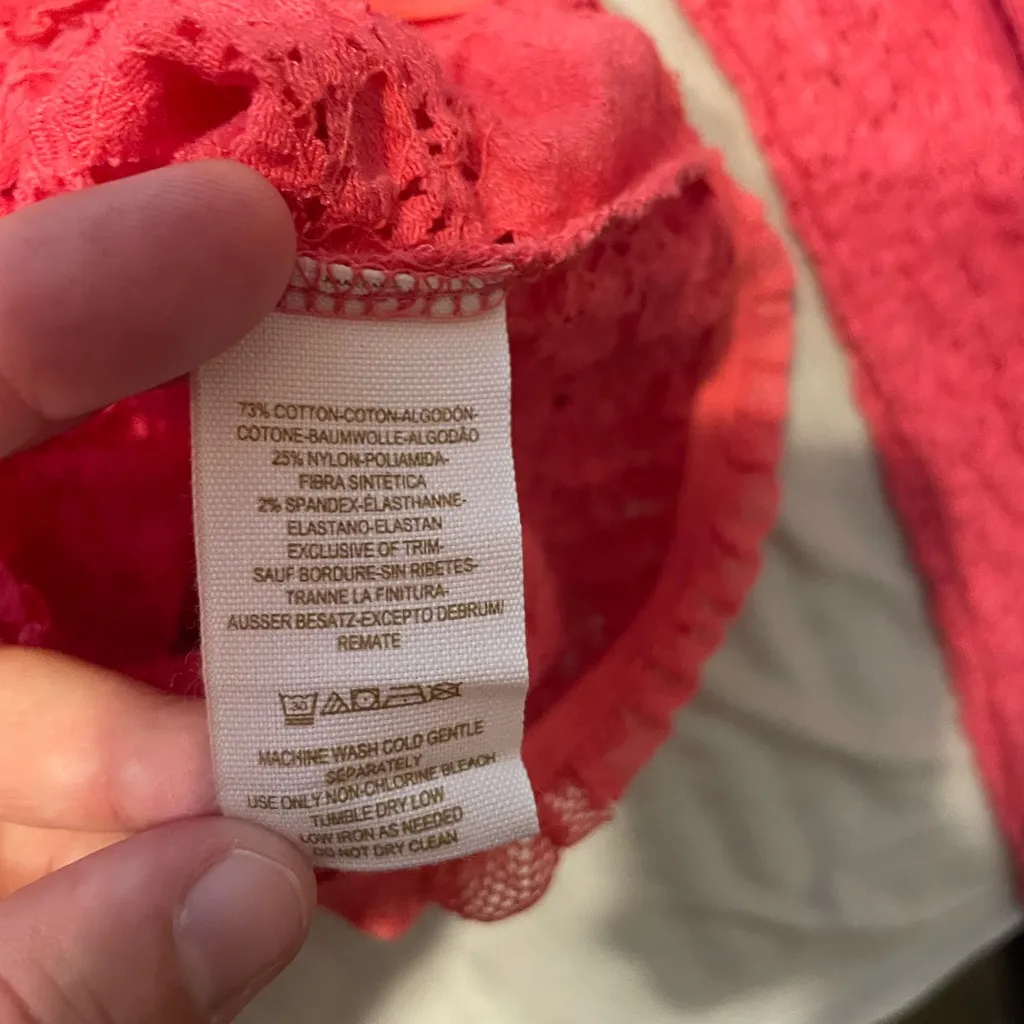 73% COTTON-COTON-ALGODÓN-
COTONE-BAUMWOLLE-ALGODÃO
25% NYLON-POLIAMIDA-
FIBRA SINTÉTICA
2% SPANDEX-ÉLASTHANNE-
ELASTANO-ELASTAN
EXCLUSIVE OF TRIM-
SAUF BORDURE-SIN RIBETES-
TRANNE LA FINITURA-
AUSSER BESATZ-EXCEPTO DEBRUM/
REMATE
30
MACHINE WASH COLD GENTLE
SEPARATELY
USE ONLY NON-CHLORINE BLEACH
TUMBLE DRY LOW
LOW IRON AS NEEDED
DO NOT DRY CLEAN